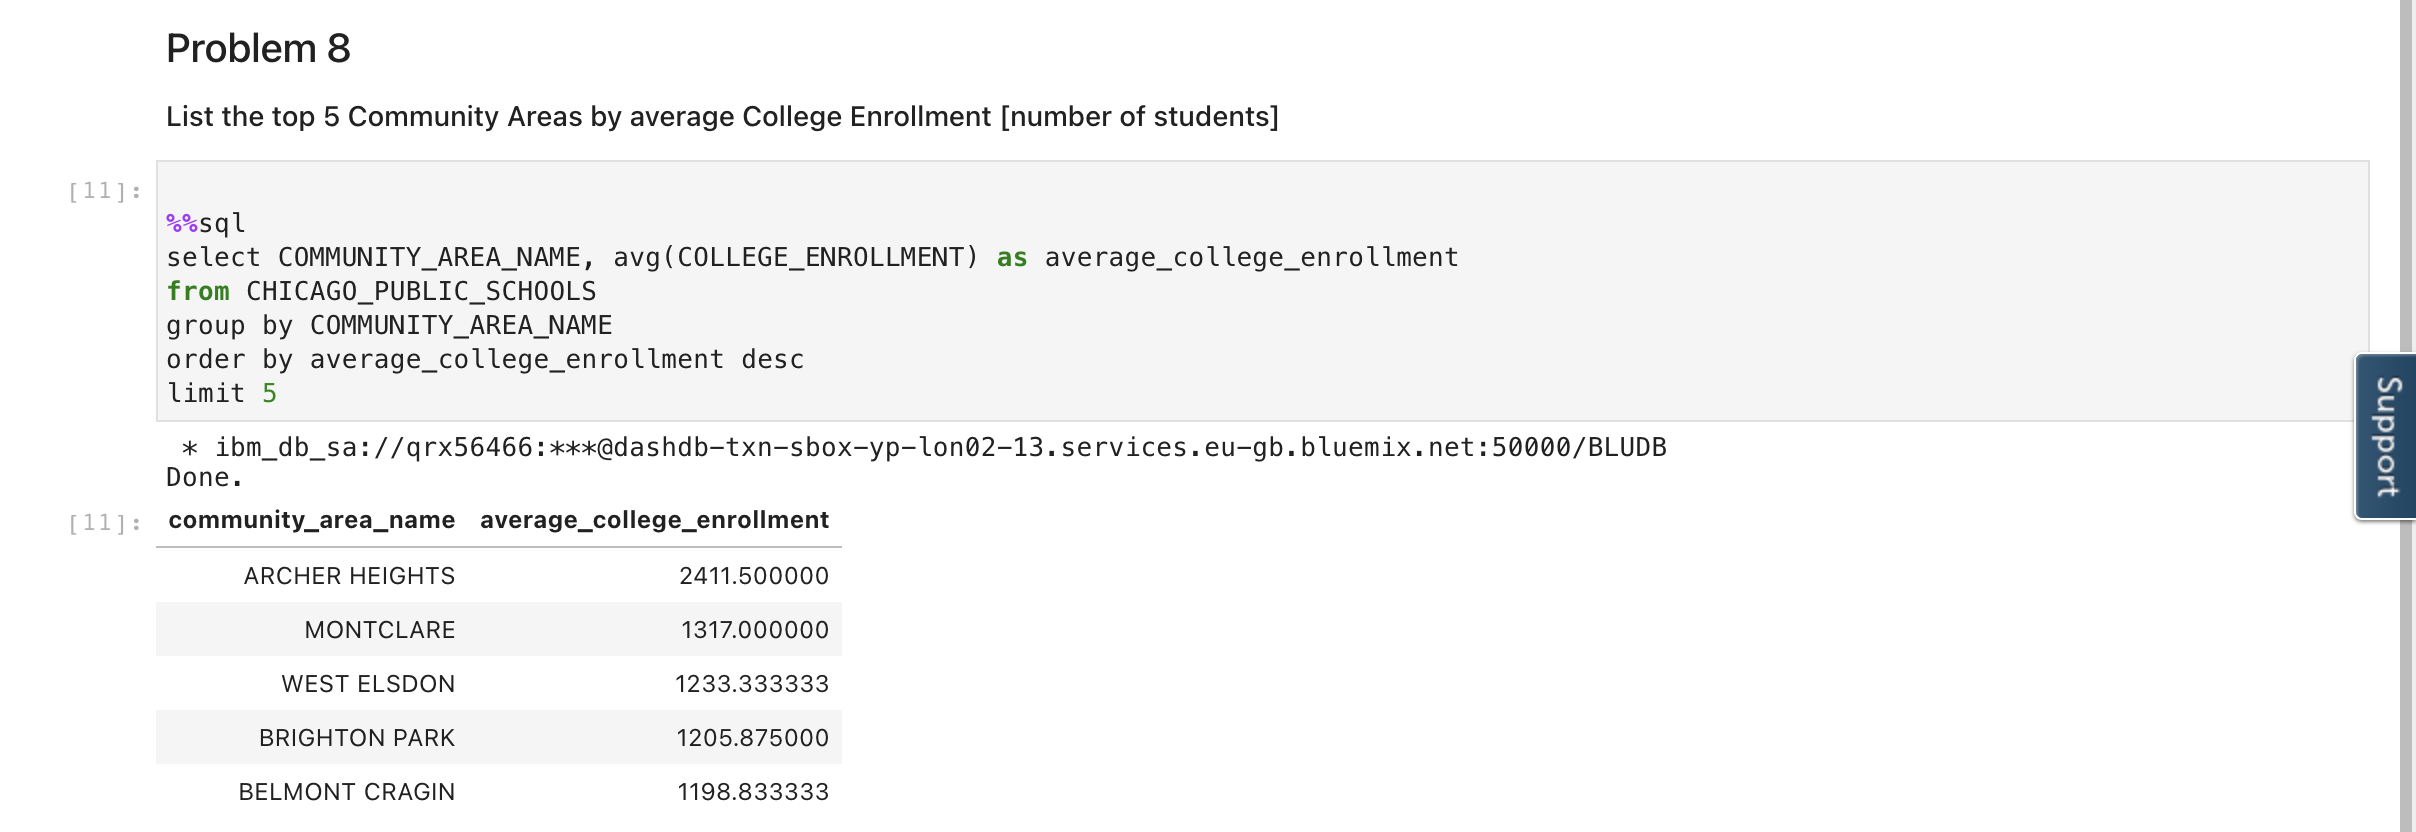 Problem 8
List the top 5 Community Areas by average College Enrollment [number of students]
[11]:
%%sql
select COMMUNITY_AREA_NAME, avg(COLLEGE_ENROLLMENT) as average_college_enrollment
from CHICAGO_PUBLIC_SCHOOLS
group by COMMUNITY_AREA_NAME
order by average_college_enrollment desc
limit 5
* ibm_db_sa://qrx56466:***@dashdb-txn-sbox-yp-lon02-13.services.eu-gb.bluemix.net:50000/BLUDB
Done.
[11]: community_area_name average_college_enrollment
ARCHER HEIGHTS 2411.500000
MONTCLARE 1317.000000
WEST ELSDON 1233.333333
BRIGHTON PARK 1205.875000
BELMONT CRAGIN 1198.833333
Support